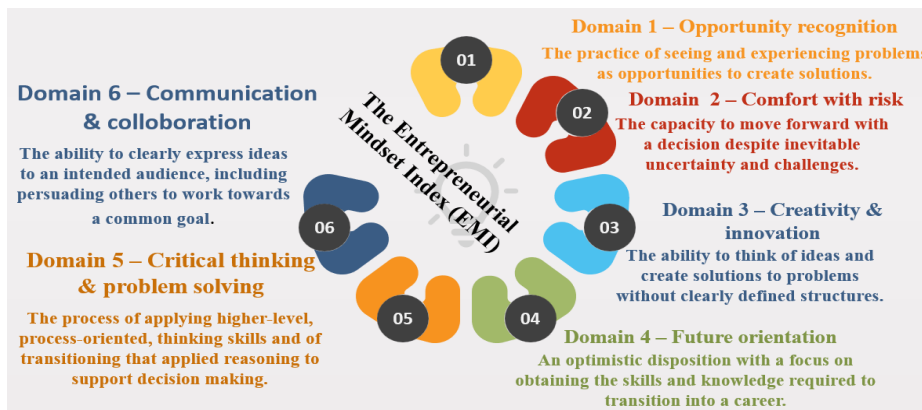 The Entrepreneurial
Mindset Index (EMI)
01
Domain 1 – Opportunity recognition
The practice of seeing and experiencing problems
as opportunities to create solutions.
02
Domain 2 – Comfort with risk
The capacity to move forward with
a decision despite inevitable
uncertainty and challenges.
03
Domain 3 – Creativity &
innovation
The ability to think of ideas and
create solutions to problems
without clearly defined structures.
04
Domain 4 – Future orientation
An optimistic disposition with a focus on
obtaining the skills and knowledge required to
transition into a career.
05
Domain 5 – Critical thinking
& problem solving
The process of applying higher-level,
process-oriented, thinking skills and of
transitioning that applied reasoning to
support decision making.
06
Domain 6 – Communication
& colloboration
The ability to clearly express ideas
to an intended audience, including
persuading others to work towards
a common goal.